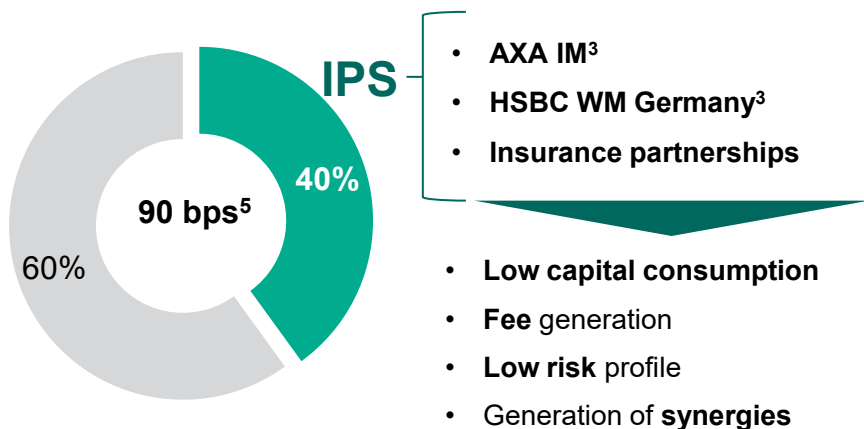 IPS
• AXA IM³
• HSBC WM Germany³
• Insurance partnerships
40%
90 bps⁵
60%
• Low capital consumption
• Fee generation
• Low risk profile
• Generation of synergies